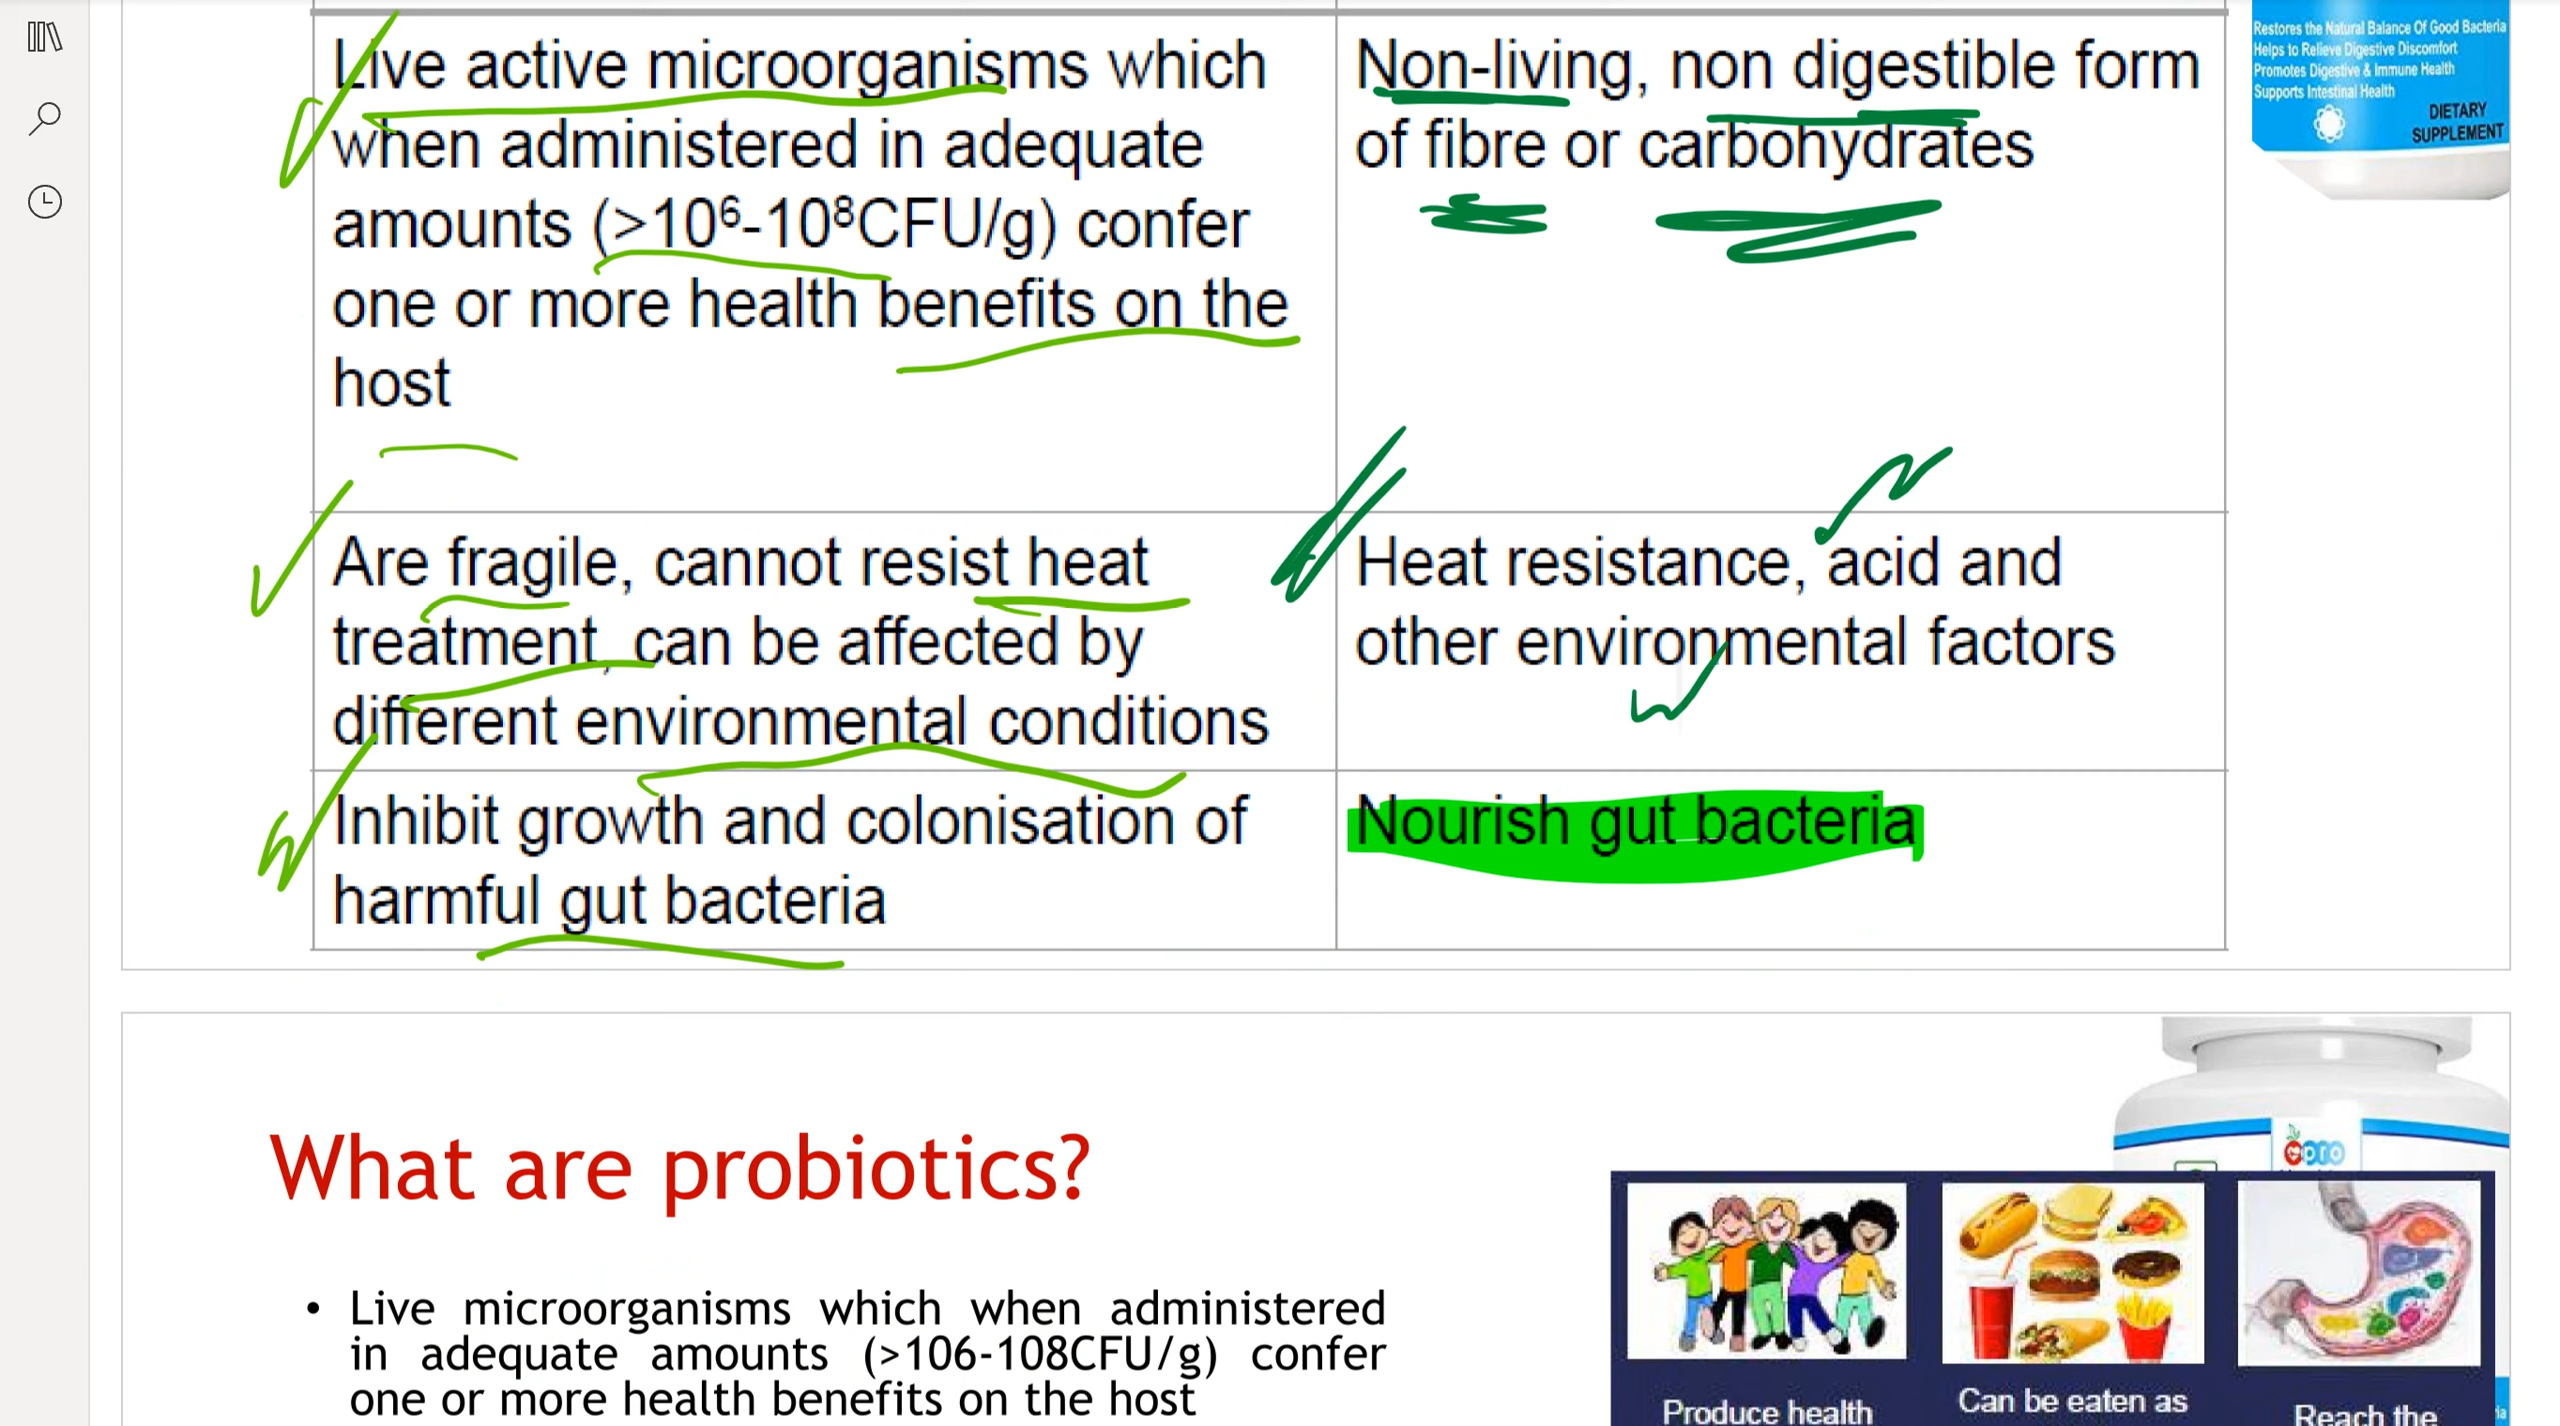 Restores the Natural Balance Of Good Bacteria
Helps to Relieve Digestive Discomfort
Promotes Digestive & Immune Health
Supports Intestinal Health
DIETARY
SUPPLEMENT
Live active microorganisms which
when administered in adequate
amounts (>10⁶-10⁸CFU/g) confer
one or more health benefits on the
host
Non-living, non digestible form
of fibre or carbohydrates
Are fragile, cannot resist heat
treatment, can be affected by
different environmental conditions
Heat resistance, acid and
other environmental factors
Inhibit growth and colonisation of
harmful gut bacteria
Nourish gut bacteria
What are probiotics?
• Live microorganisms which when administered
in adequate amounts (>106-108CFU/g) confer
one or more health benefits on the host
pro
Produce health
Can be eaten as
Reach the